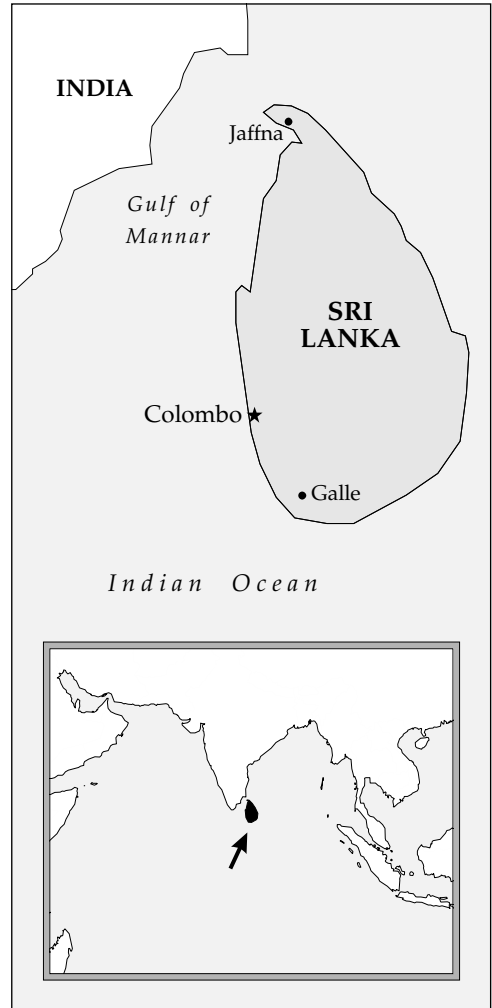 INDIA
Jaffna
Gulf of
Mannar
SRI
LANKA
Colombo
Galle
Indian Ocean